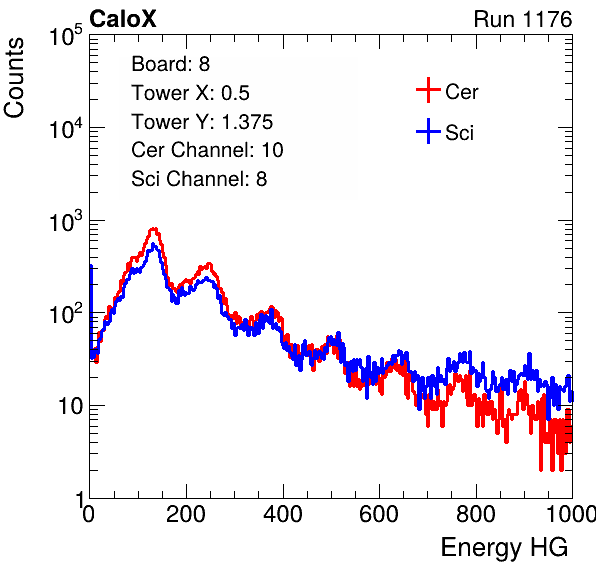 CaloX Run 1176
10^5
10^4
10^3
10^2
10
1
Counts
Board: 8
Tower X: 0.5
Tower Y: 1.375
Cer Channel: 10
Sci Channel: 8
Cer
Sci
0 200 400 600 800 1000
Energy HG